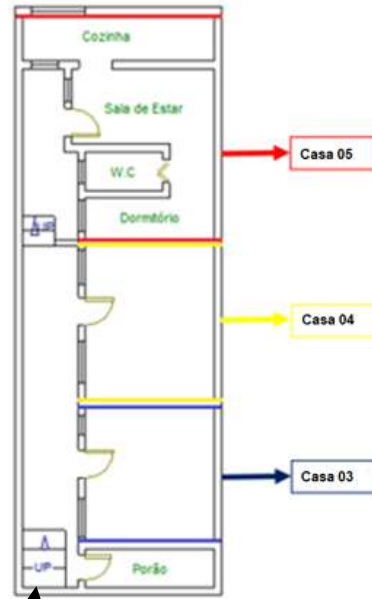 Cozinha
Sala de Estar
W.C
Casa 05
Dormitório
Casa 04
Casa 03
UP
Porão